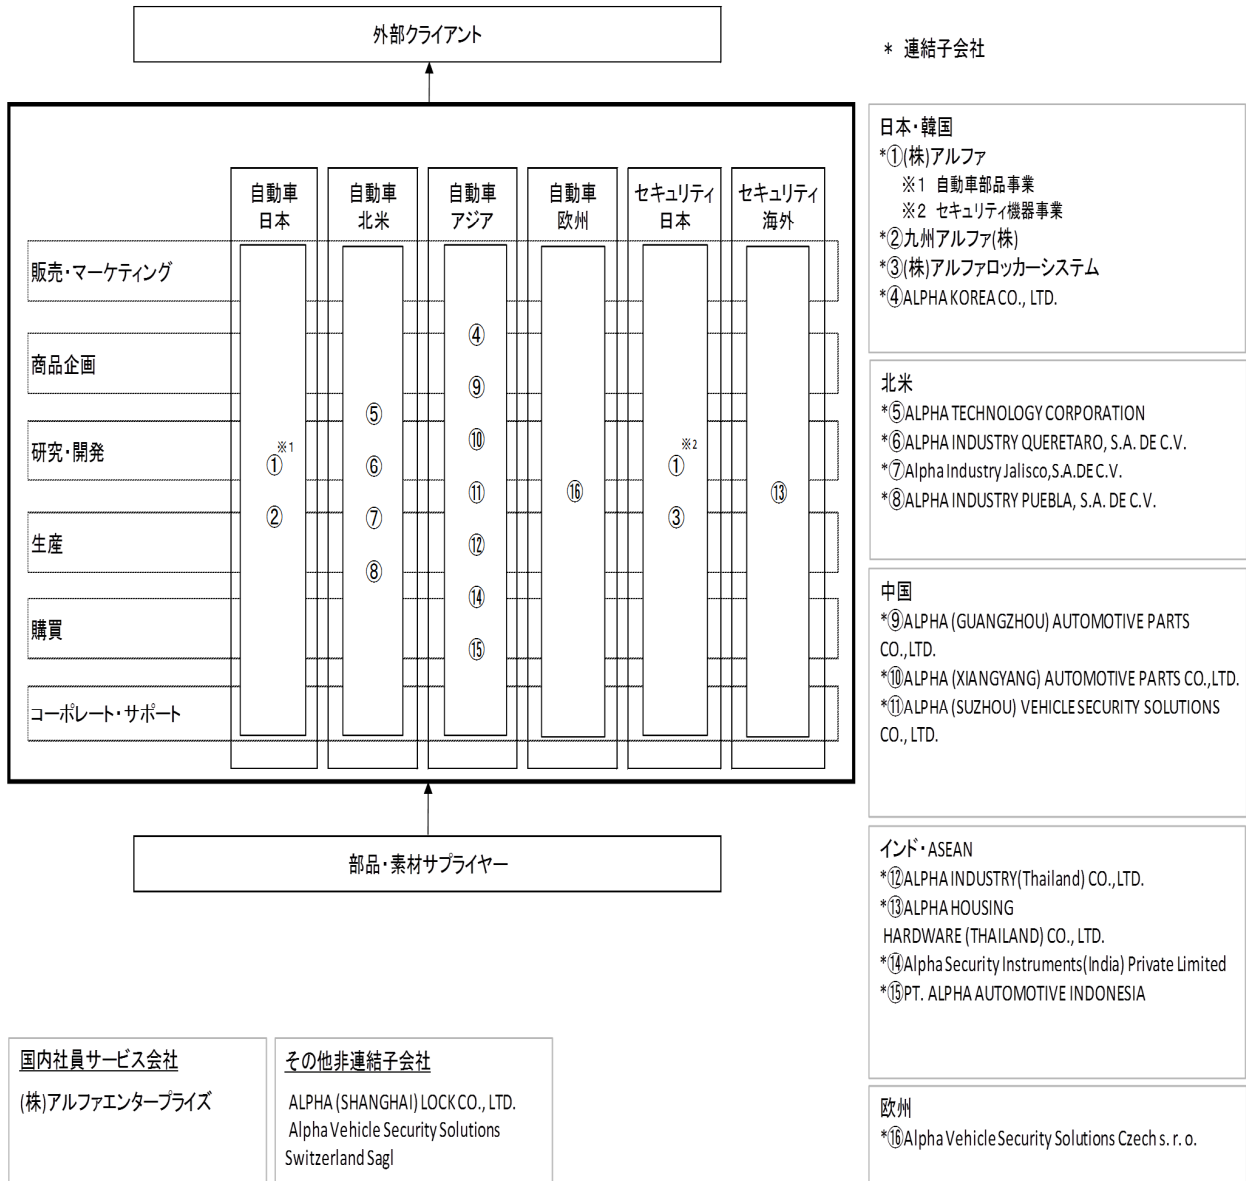 外部クライアント
* 連結子会社
自動車
日本
自動車
北米
自動車
アジア
自動車
欧州
セキュリティ
日本
セキュリティ
海外
販売・マーケティング
商品企画
研究・開発
生産
購買
コーポレート・サポート
①※1
②
⑤
⑥
⑦
⑧
④
⑨
⑩
⑪
⑫
⑭
⑮
⑯
①※2
③
⑬
部品・素材サプライヤー
日本・韓国
*①(株)アルファ
※1 自動車部品事業
※2 セキュリティ機器事業
*②九州アルファ(株)
*③(株)アルファロッカーシステム
*④ALPHA KOREA CO., LTD.
北米
*⑤ALPHA TECHNOLOGY CORPORATION
*⑥ALPHA INDUSTRY QUERETARO, S.A. DE C.V.
*⑦Alpha Industry Jalisco,S.A.DE C.V.
*⑧ALPHA INDUSTRY PUEBLA, S.A. DE C.V.
中国
*⑨ALPHA (GUANGZHOU) AUTOMOTIVE PARTS
CO.,LTD.
*⑩ALPHA (XIANGYANG) AUTOMOTIVE PARTS CO.,LTD.
*⑪ALPHA (SUZHOU) VEHICLE SECURITY SOLUTIONS
CO., LTD.
インド・ASEAN
*⑫ALPHA INDUSTRY(Thailand) CO.,LTD.
*⑬ALPHA HOUSING
HARDWARE (THAILAND) CO., LTD.
*⑭Alpha Security Instruments(India) Private Limited
*⑮PT. ALPHA AUTOMOTIVE INDONESIA
欧州
*⑯Alpha Vehicle Security Solutions Czech s. r. o.
国内社員サービス会社
(株)アルファエンタープライズ
その他非連結子会社
ALPHA (SHANGHAI) LOCK CO., LTD.
Alpha Vehicle Security Solutions
Switzerland Sagl